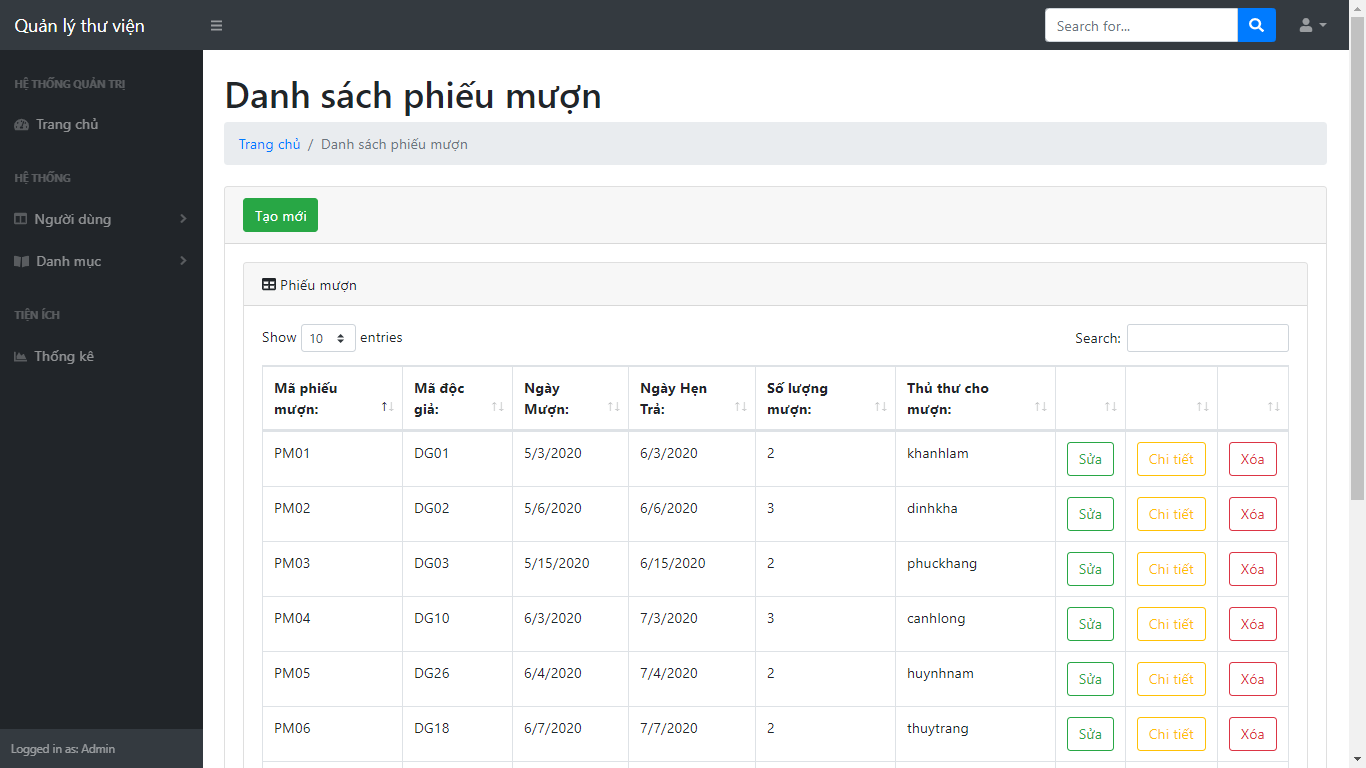 Quản lý thư viện
Search for...
HỆ THỐNG QUẢN TRỊ
Trang chủ
HỆ THỐNG
Người dùng
Danh mục
TIỆN ÍCH
Thống kê
Logged in as: Admin
Danh sách phiếu mượn
Trang chủ / Danh sách phiếu mượn
Tạo mới
Phiếu mượn
Show 10 entries
Search:
Mã phiếu mượn: Mã độc giả: Ngày Mượn: Ngày Hẹn Trả: Số lượng mượn: Thủ thư cho mượn:
PM01 DG01 5/3/2020 6/3/2020 2 khanhlam Sửa Chi tiết Xóa
PM02 DG02 5/6/2020 6/6/2020 3 dinhkha Sửa Chi tiết Xóa
PM03 DG03 5/15/2020 6/15/2020 2 phuckhang Sửa Chi tiết Xóa
PM04 DG10 6/3/2020 7/3/2020 3 canhlong Sửa Chi tiết Xóa
PM05 DG26 6/4/2020 7/4/2020 2 huynhnam Sửa Chi tiết Xóa
PM06 DG18 6/7/2020 7/7/2020 2 thuytrang Sửa Chi tiết Xóa